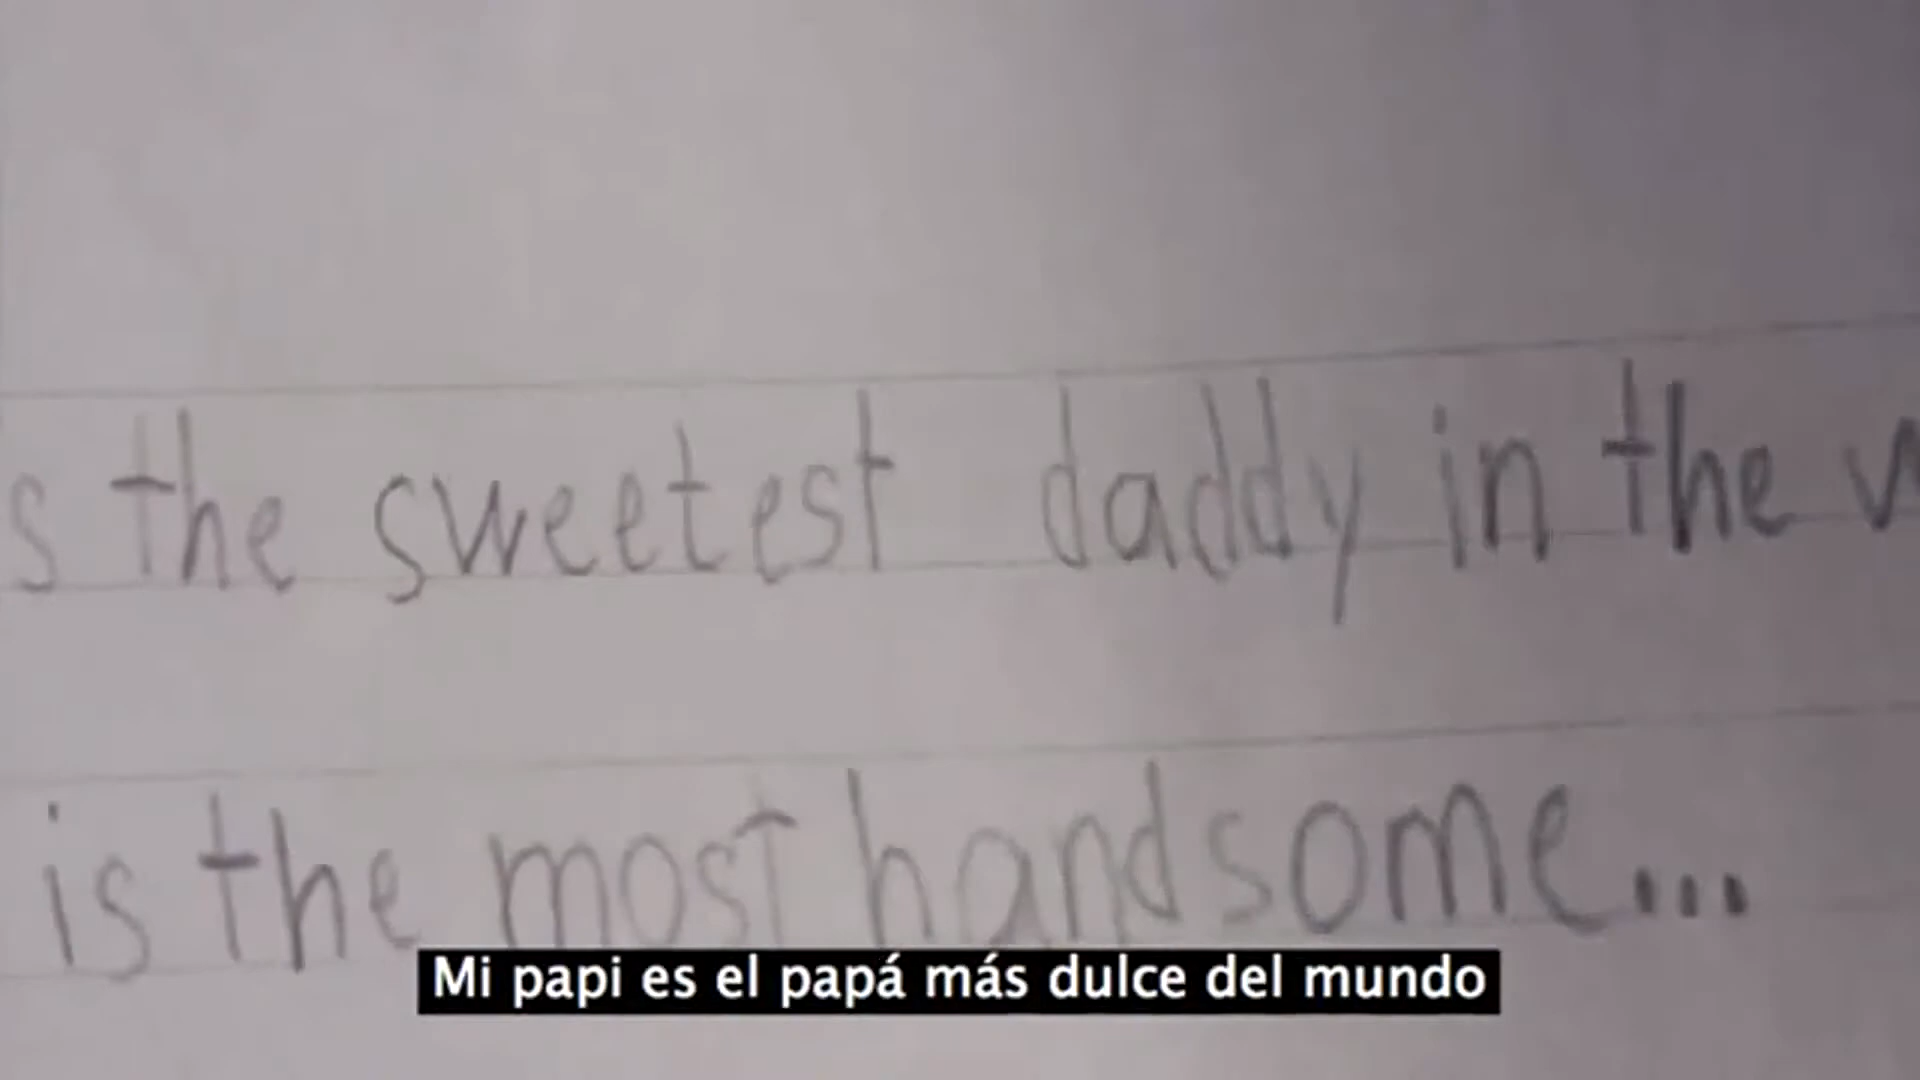 the sweetest daddy in the
is the most handsome...
Mi papi es el papá más dulce del mundo